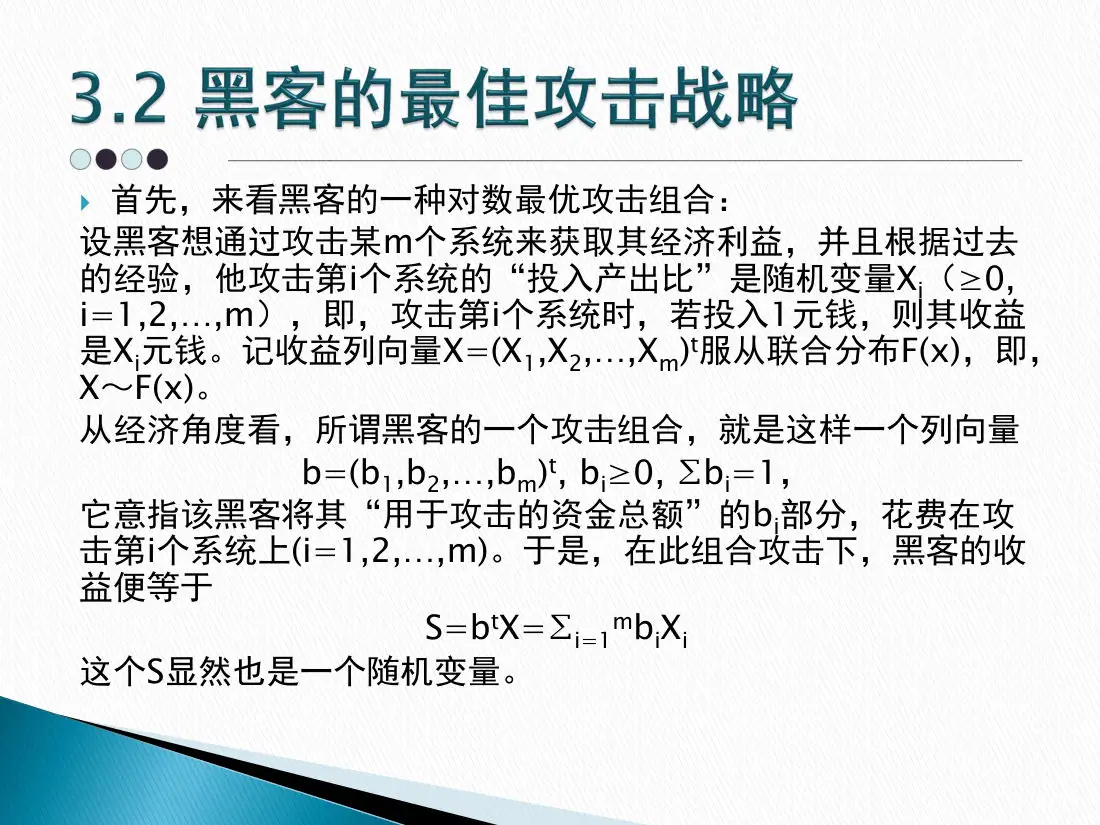 3.2 黑客的最佳攻击战略
首先，来看黑客的一种对数最优攻击组合：
设黑客想通过攻击某m个系统来获取其经济利益，并且根据过去
的经验，他攻击第i个系统的“投入产出比”是随机变量Xi（≥0，
i=1,2,…,m），即，攻击第i个系统时，若投入1元钱，则其收益
是Xi元钱。记收益列向量X=(X1,X2,…,Xm)t服从联合分布F(x)，即，
X～F(x)。
从经济角度看，所谓黑客的一个攻击组合，就是这样一个列向量
b=(b1,b2,…,bm)t, bi≥0, ∑bi=1，
它意指该黑客将其“用于攻击的资金总额”的bi部分，花费在攻
击第i个系统上(i=1,2,…,m)。于是，在此组合攻击下，黑客的收
益便等于
S=btX=∑i=1mbiXi
这个S显然也是一个随机变量。